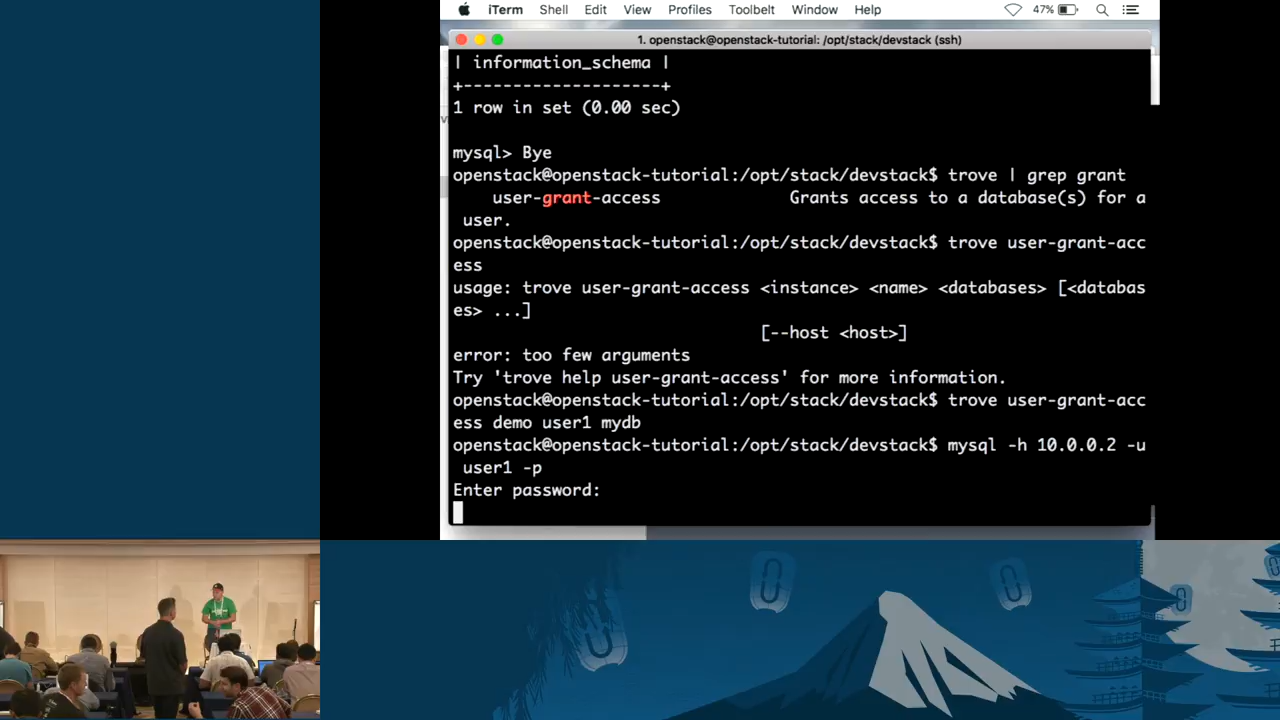 iTerm Shell Edit View Profiles Toolbelt Window Help 47%
1. openstack@openstack-tutorial: /opt/stack/devstack (ssh)
| information_schema |
+--------------------+
1 row in set (0.00 sec)
mysql> Bye
openstack@openstack-tutorial:/opt/stack/devstack$ trove | grep grant
user-grant-access Grants access to a database(s) for a
user.
openstack@openstack-tutorial:/opt/stack/devstack$ trove user-grant-acc
ess
usage: trove user-grant-access <instance> <name> <databases> [<databas
es> ...]
[--host <host>]
error: too few arguments
Try 'trove help user-grant-access' for more information.
openstack@openstack-tutorial:/opt/stack/devstack$ trove user-grant-acc
ess demo user1 mydb
openstack@openstack-tutorial:/opt/stack/devstack$ mysql -h 10.0.0.2 -u
user1 -p
Enter password: